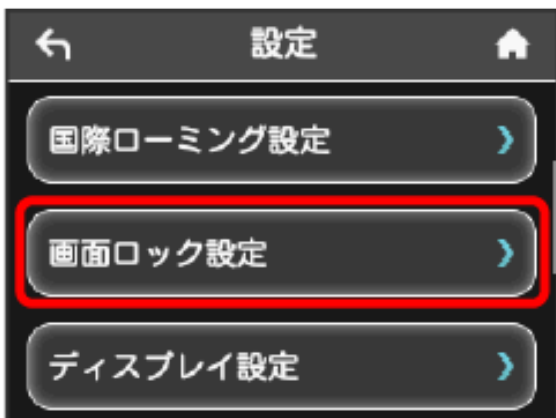 設定
国際ローミング設定
画面ロック設定
ディスプレイ設定